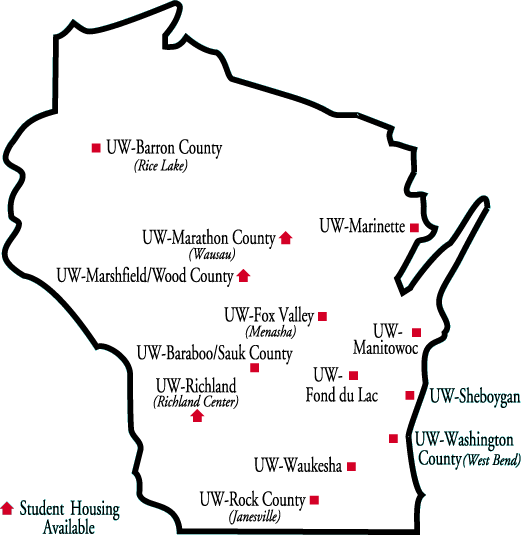 UW-Barron County
(Rice Lake)
UW-Marinette
UW-Marathon County
(Wausau)
UW-Marshfield/Wood County
UW-Fox Valley
(Menasha)
UW-
Manitowoc
UW-Baraboo/Sauk County
UW-
Fond du Lac
UW-Richland
(Richland Center)
UW-Sheboygan
UW-Washington
County (West Bend)
UW-Waukesha
UW-Rock County
(Janesville)
Student Housing
Available